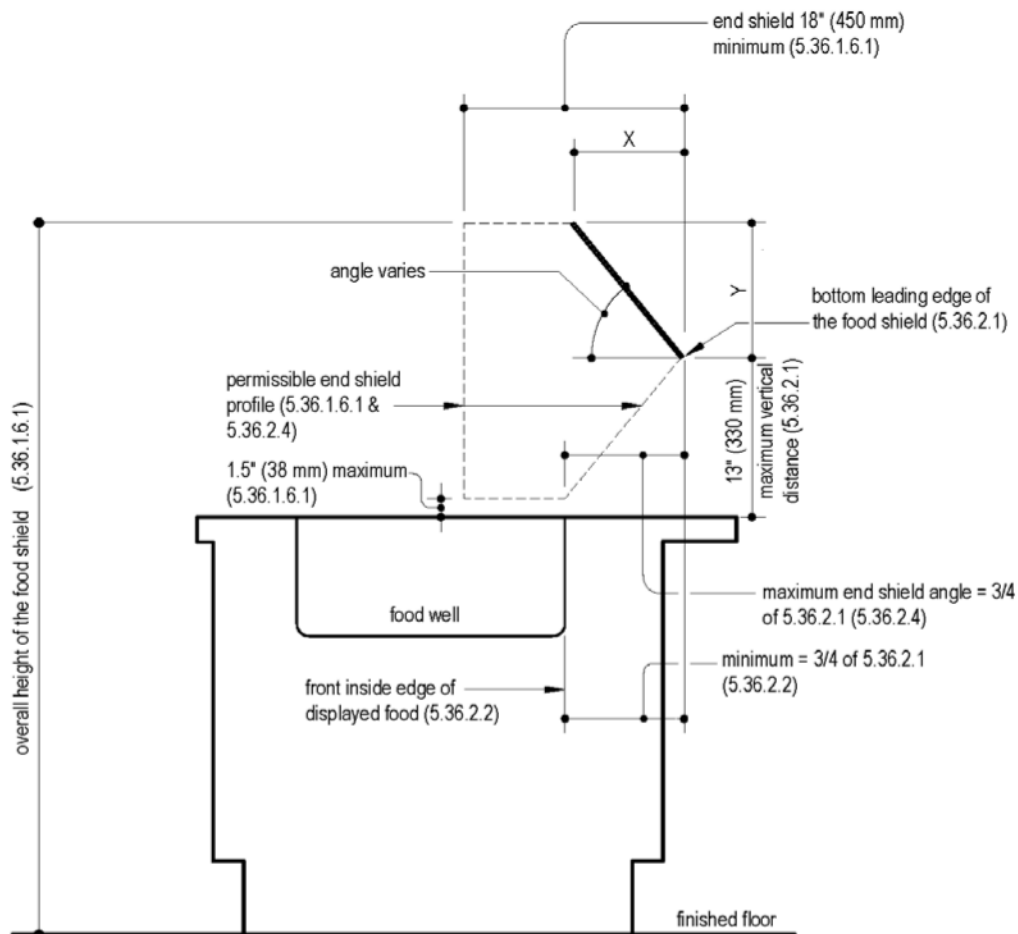 end shield 18" (450 mm)
minimum (5.36.1.6.1)
X
angle varies
Y
bottom leading edge of
the food shield (5.36.2.1)
permissible end shield
profile (5.36.1.6.1 &
5.36.2.4)
13" (330 mm)
maximum vertical
distance (5.36.2.1)
1.5" (38 mm) maximum
(5.36.1.6.1)
overall height of the food shield (5.36.1.6.1)
food well
maximum end shield angle = 3/4
of 5.36.2.1 (5.36.2.4)
minimum = 3/4 of 5.36.2.1
(5.36.2.2)
front inside edge of
displayed food (5.36.2.2)
finished floor